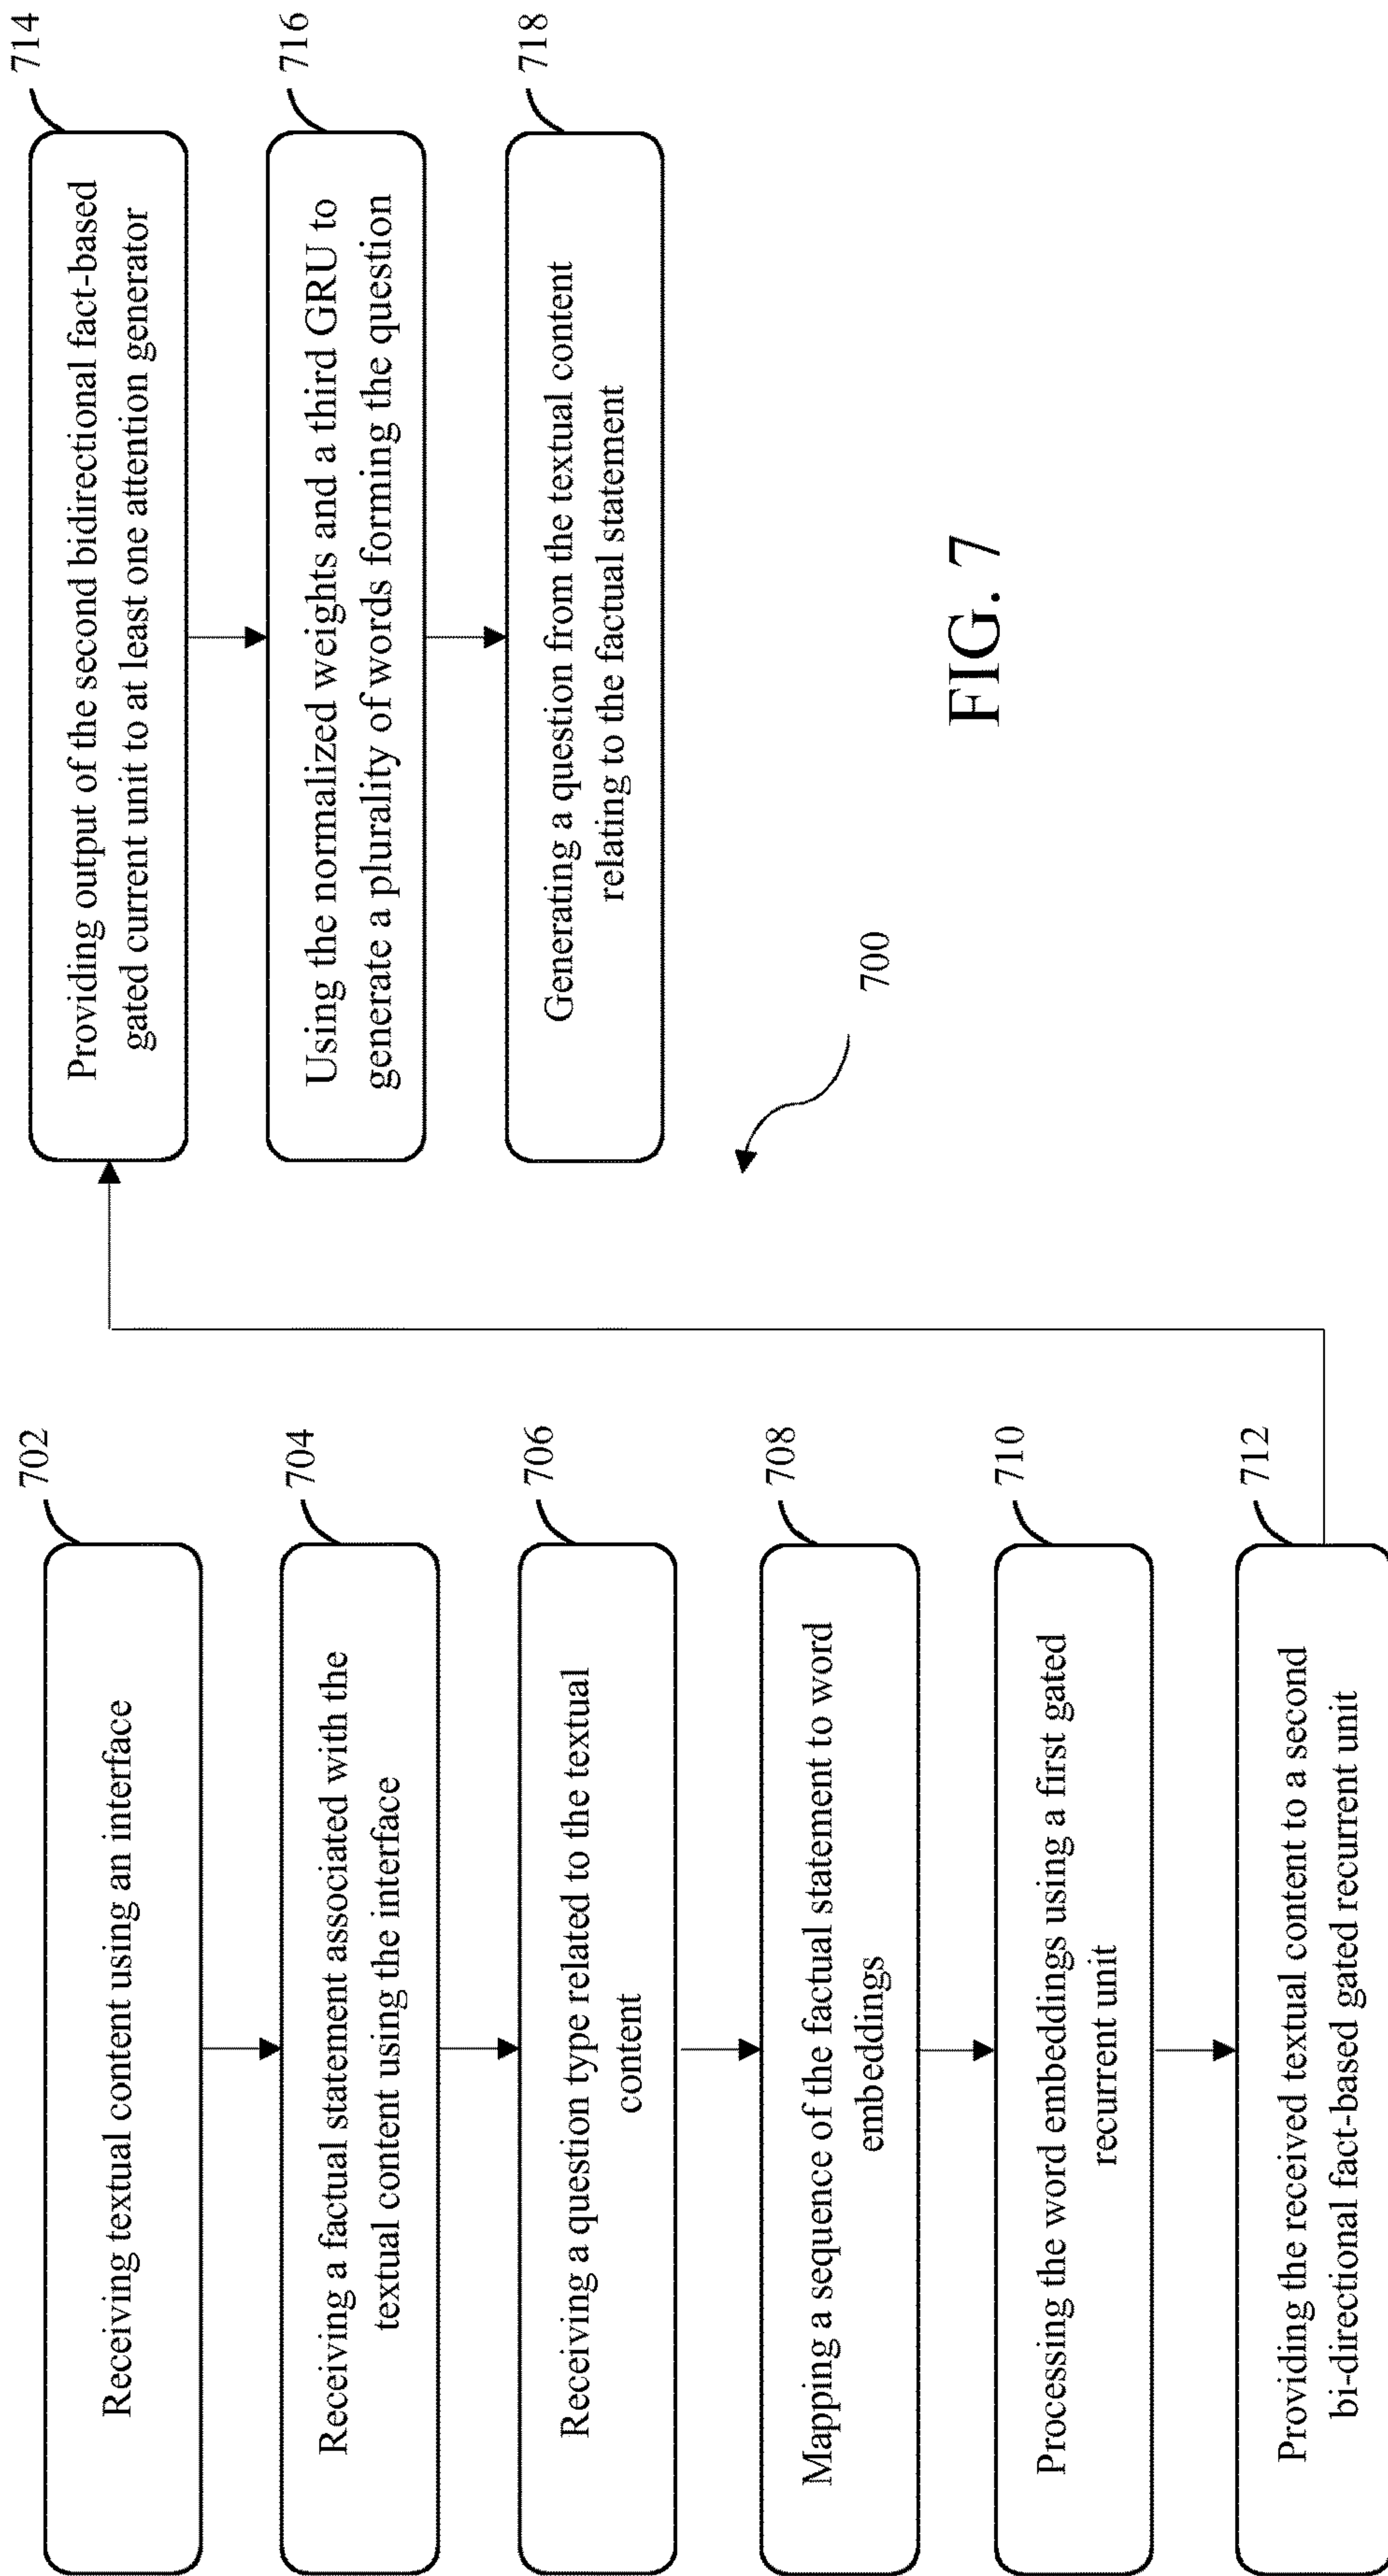 702
Receiving textual content using an interface
704
Receiving a factual statement associated with the
textual content using the interface
706
Receiving a question type related to the textual
content
708
Mapping a sequence of the factual statement to word
embeddings
710
Processing the word embeddings using a first gated
recurrent unit
712
Providing the received textual content to a second
bi-directional fact-based gated recurrent unit
714
Providing output of the second bidirectional fact-based
gated current unit to at least one attention generator
716
Using the normalized weights and a third GRU to
generate a plurality of words forming the question
718
Generating a question from the textual content
relating to the factual statement
700
FIG. 7